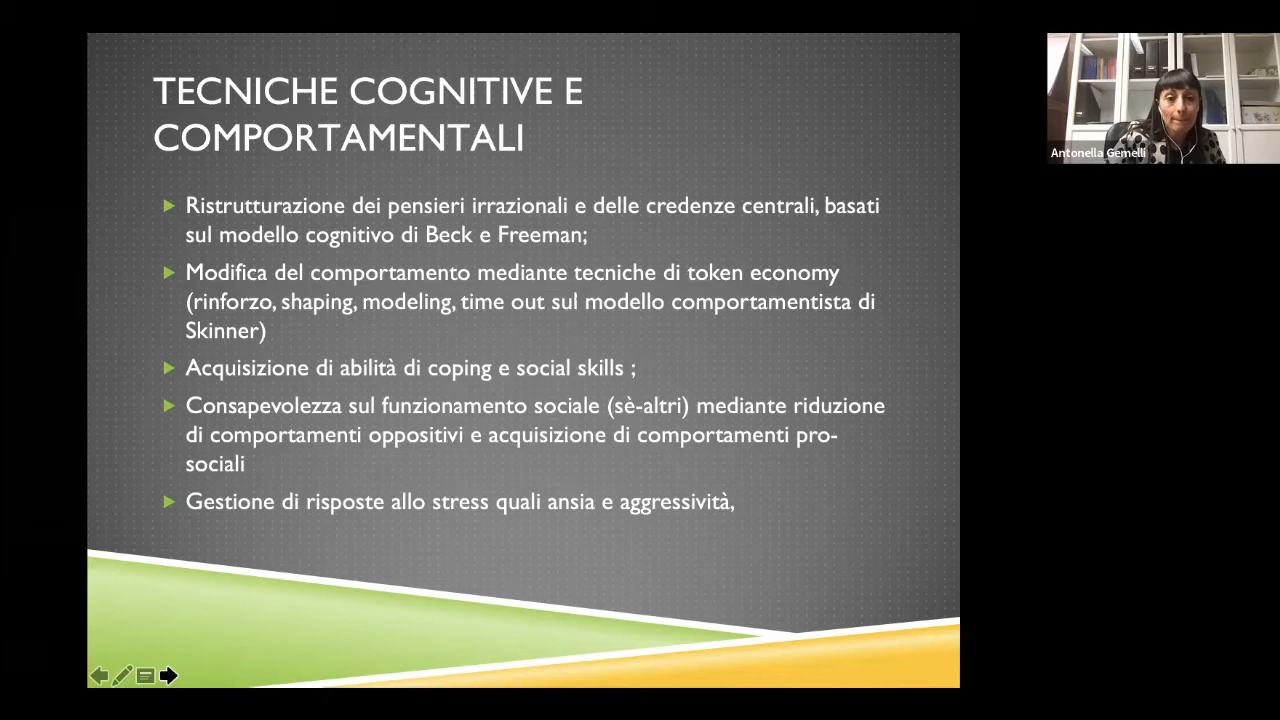 TECNICHE COGNITIVE E
COMPORTAMENTALI
Ristrutturazione dei pensieri irrazionali e delle credenze centrali, basati
sul modello cognitivo di Beck e Freeman;
Modifica del comportamento mediante tecniche di token economy
(rinforzo, shaping, modeling, time out sul modello comportamentista di
Skinner)
Acquisizione di abilità di coping e social skills ;
Consapevolezza sul funzionamento sociale (sè-altri) mediante riduzione
di comportamenti oppositivi e acquisizione di comportamenti pro-
sociali
Gestione di risposte allo stress quali ansia e aggressività,
Antonella Gemelli